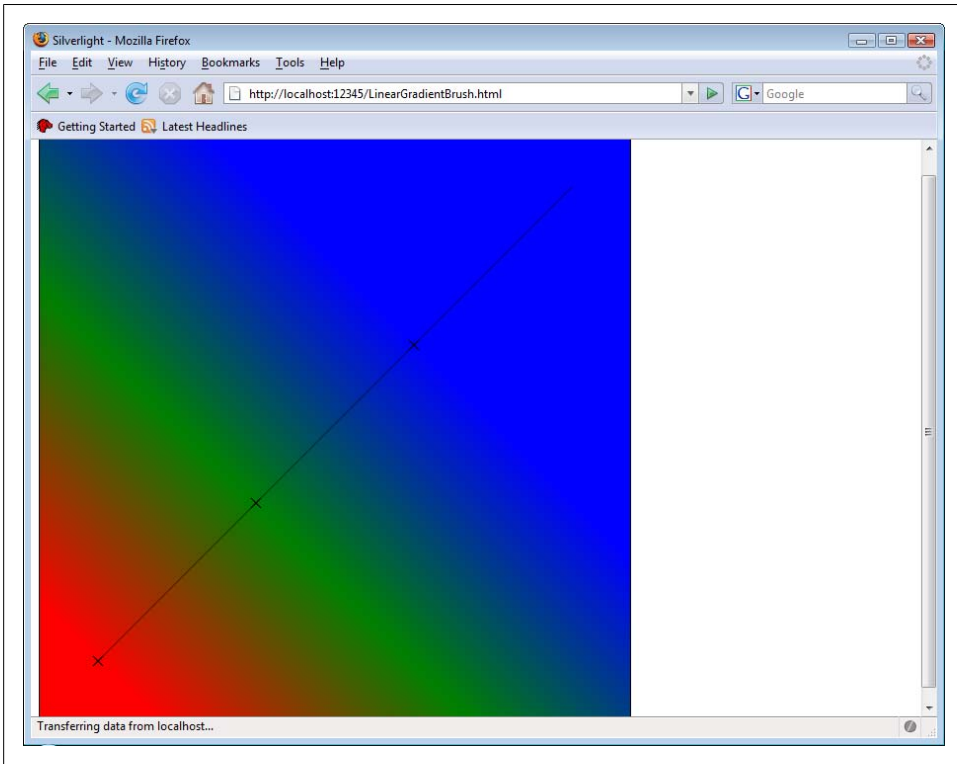 Silverlight - Mozilla Firefox
File Edit View History Bookmarks Tools Help
http://localhost:12345/LinearGradientBrush.html
G Google
Getting Started Latest Headlines
Transferring data from localhost...